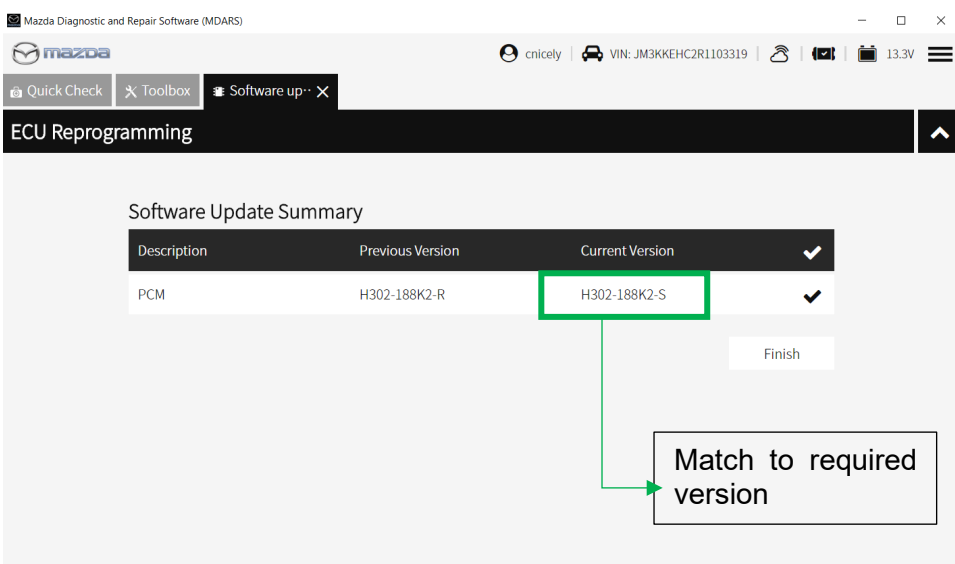 Mazda Diagnostic and Repair Software (MDARS)
mazda cnicely VIN: JM3KKEHC2R1103319 13.3V
Quick Check Toolbox Software up··
ECU Reprogramming
Software Update Summary
Description Previous Version Current Version
PCM H302-188K2-R H302-188K2-S
Finish
Match to required
version